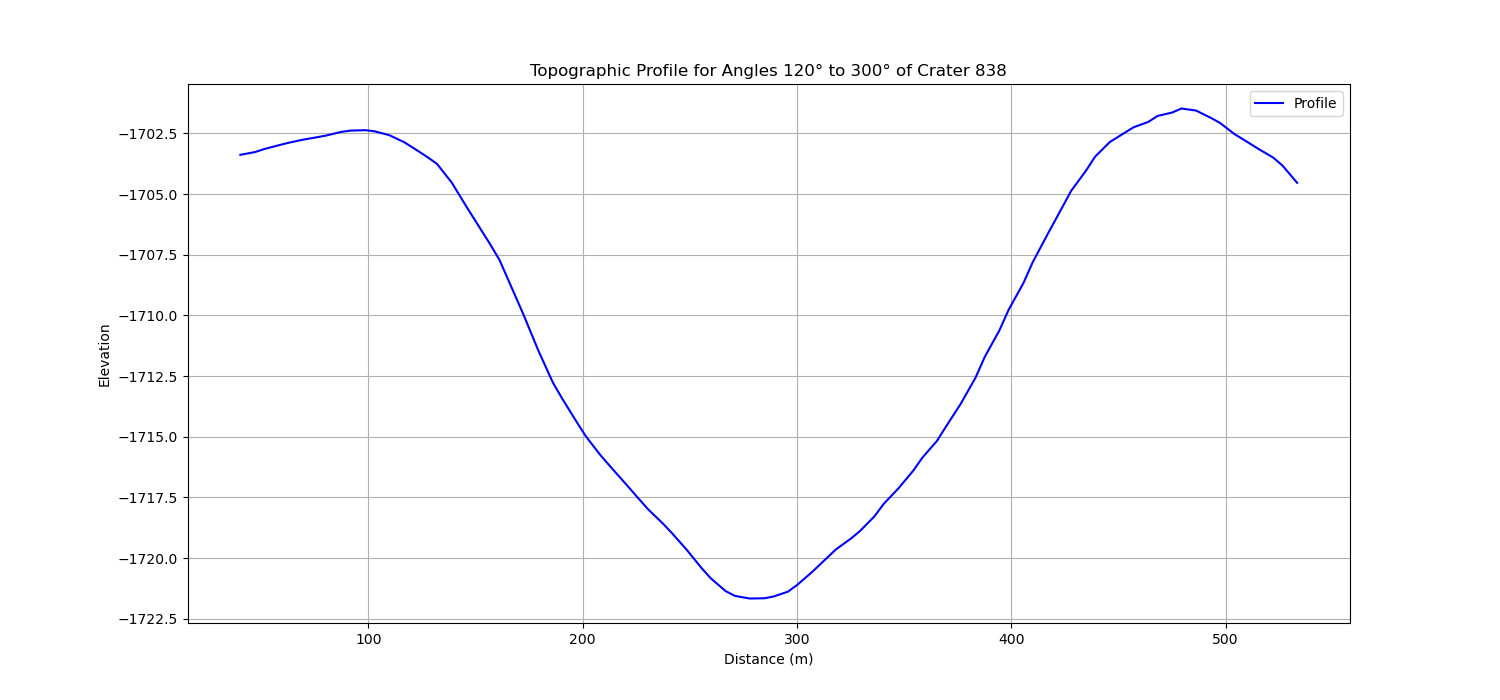 Topographic Profile for Angles 120° to 300° of Crater 838
Profile
Elevation
−1702.5
−1705.0
−1707.5
−1710.0
−1712.5
−1715.0
−1717.5
−1720.0
−1722.5
100 200 300 400 500
Distance (m)